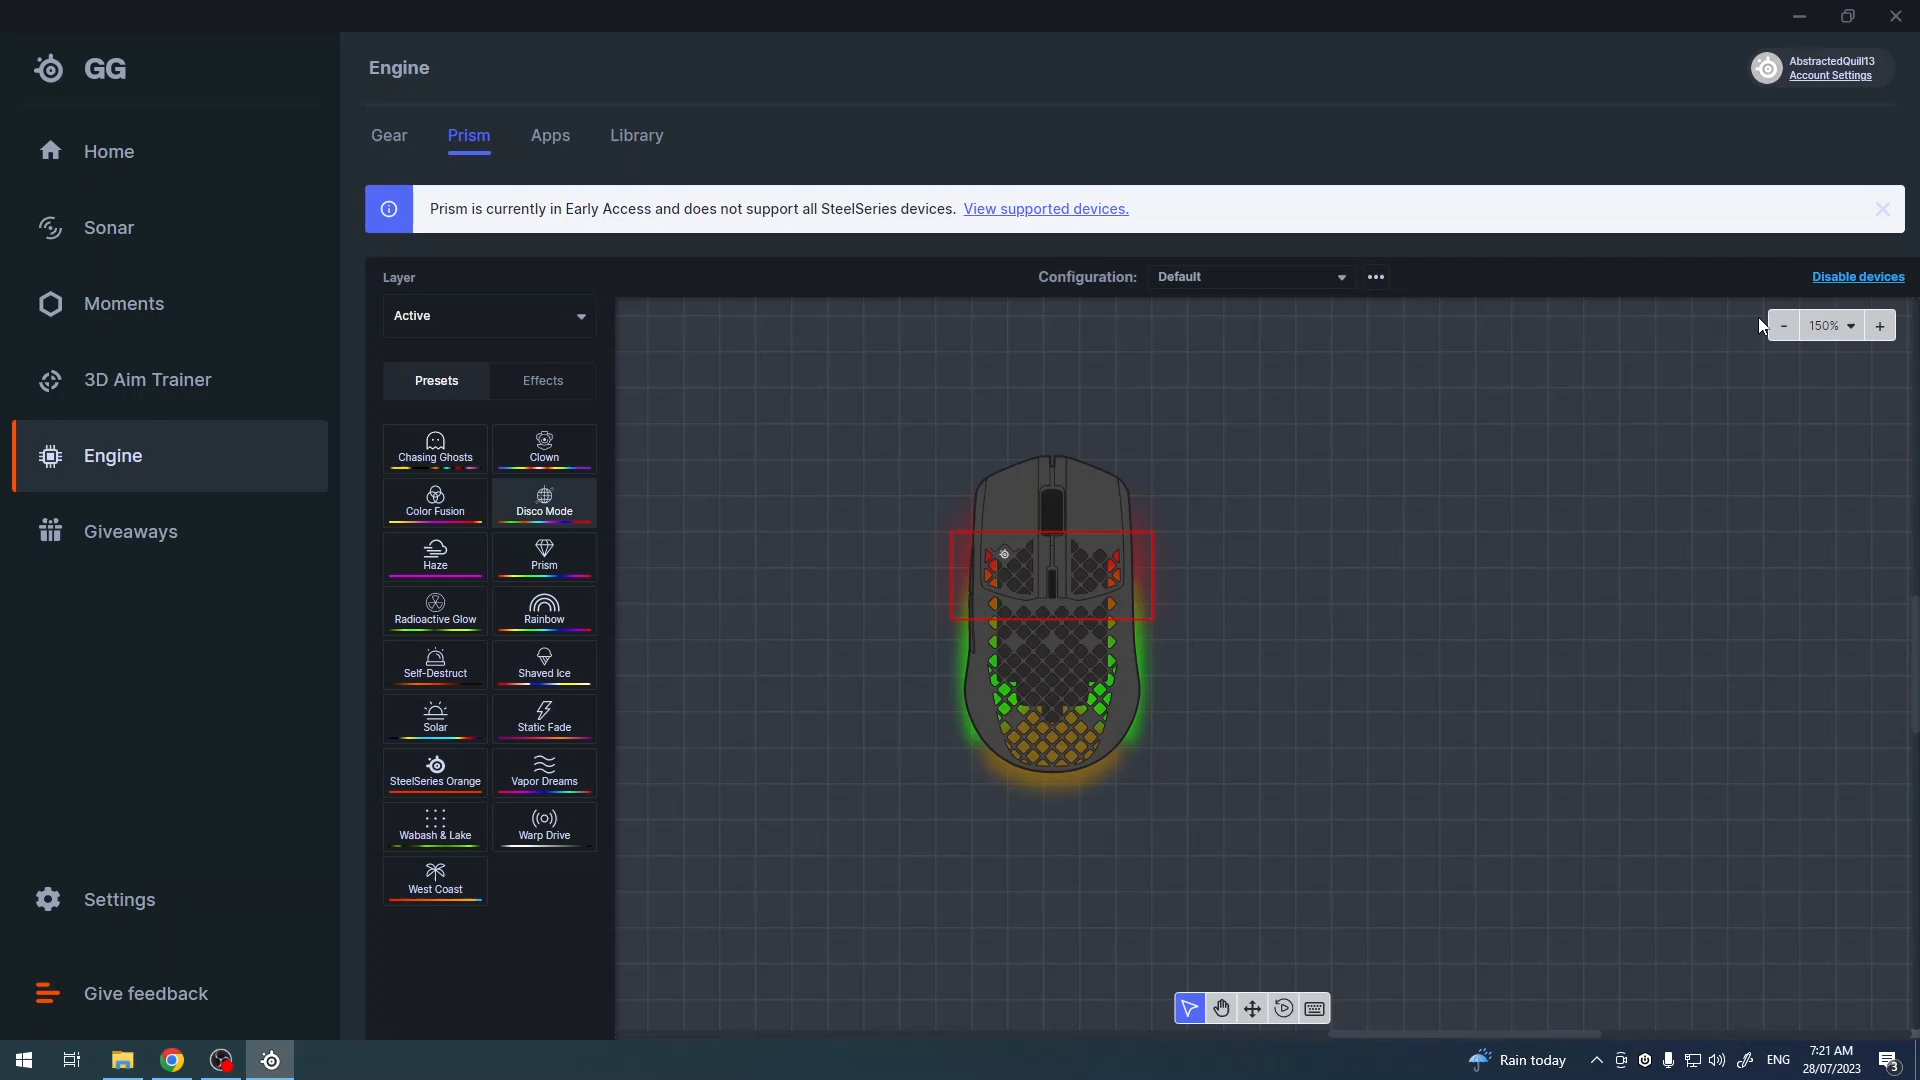 GG
Engine
AbstractedQuill13
Account Settings
Home
Sonar
Moments
3D Aim Trainer
Engine
Giveaways
Settings
Give feedback
Gear
Prism
Apps
Library
Prism is currently in Early Access and does not support all SteelSeries devices. View supported devices.
Layer
Configuration:
Default
Disable devices
Active
- 150% +
Presets
Effects
Chasing Ghosts
Clown
Color Fusion
Disco Mode
Haze
Prism
Radioactive Glow
Rainbow
Self-Destruct
Shaved Ice
Solar
Static Fade
SteelSeries Orange
Vapor Dreams
Wabash & Lake
Warp Drive
West Coast
Rain today
ENG
7:21 AM
28/07/2023
3